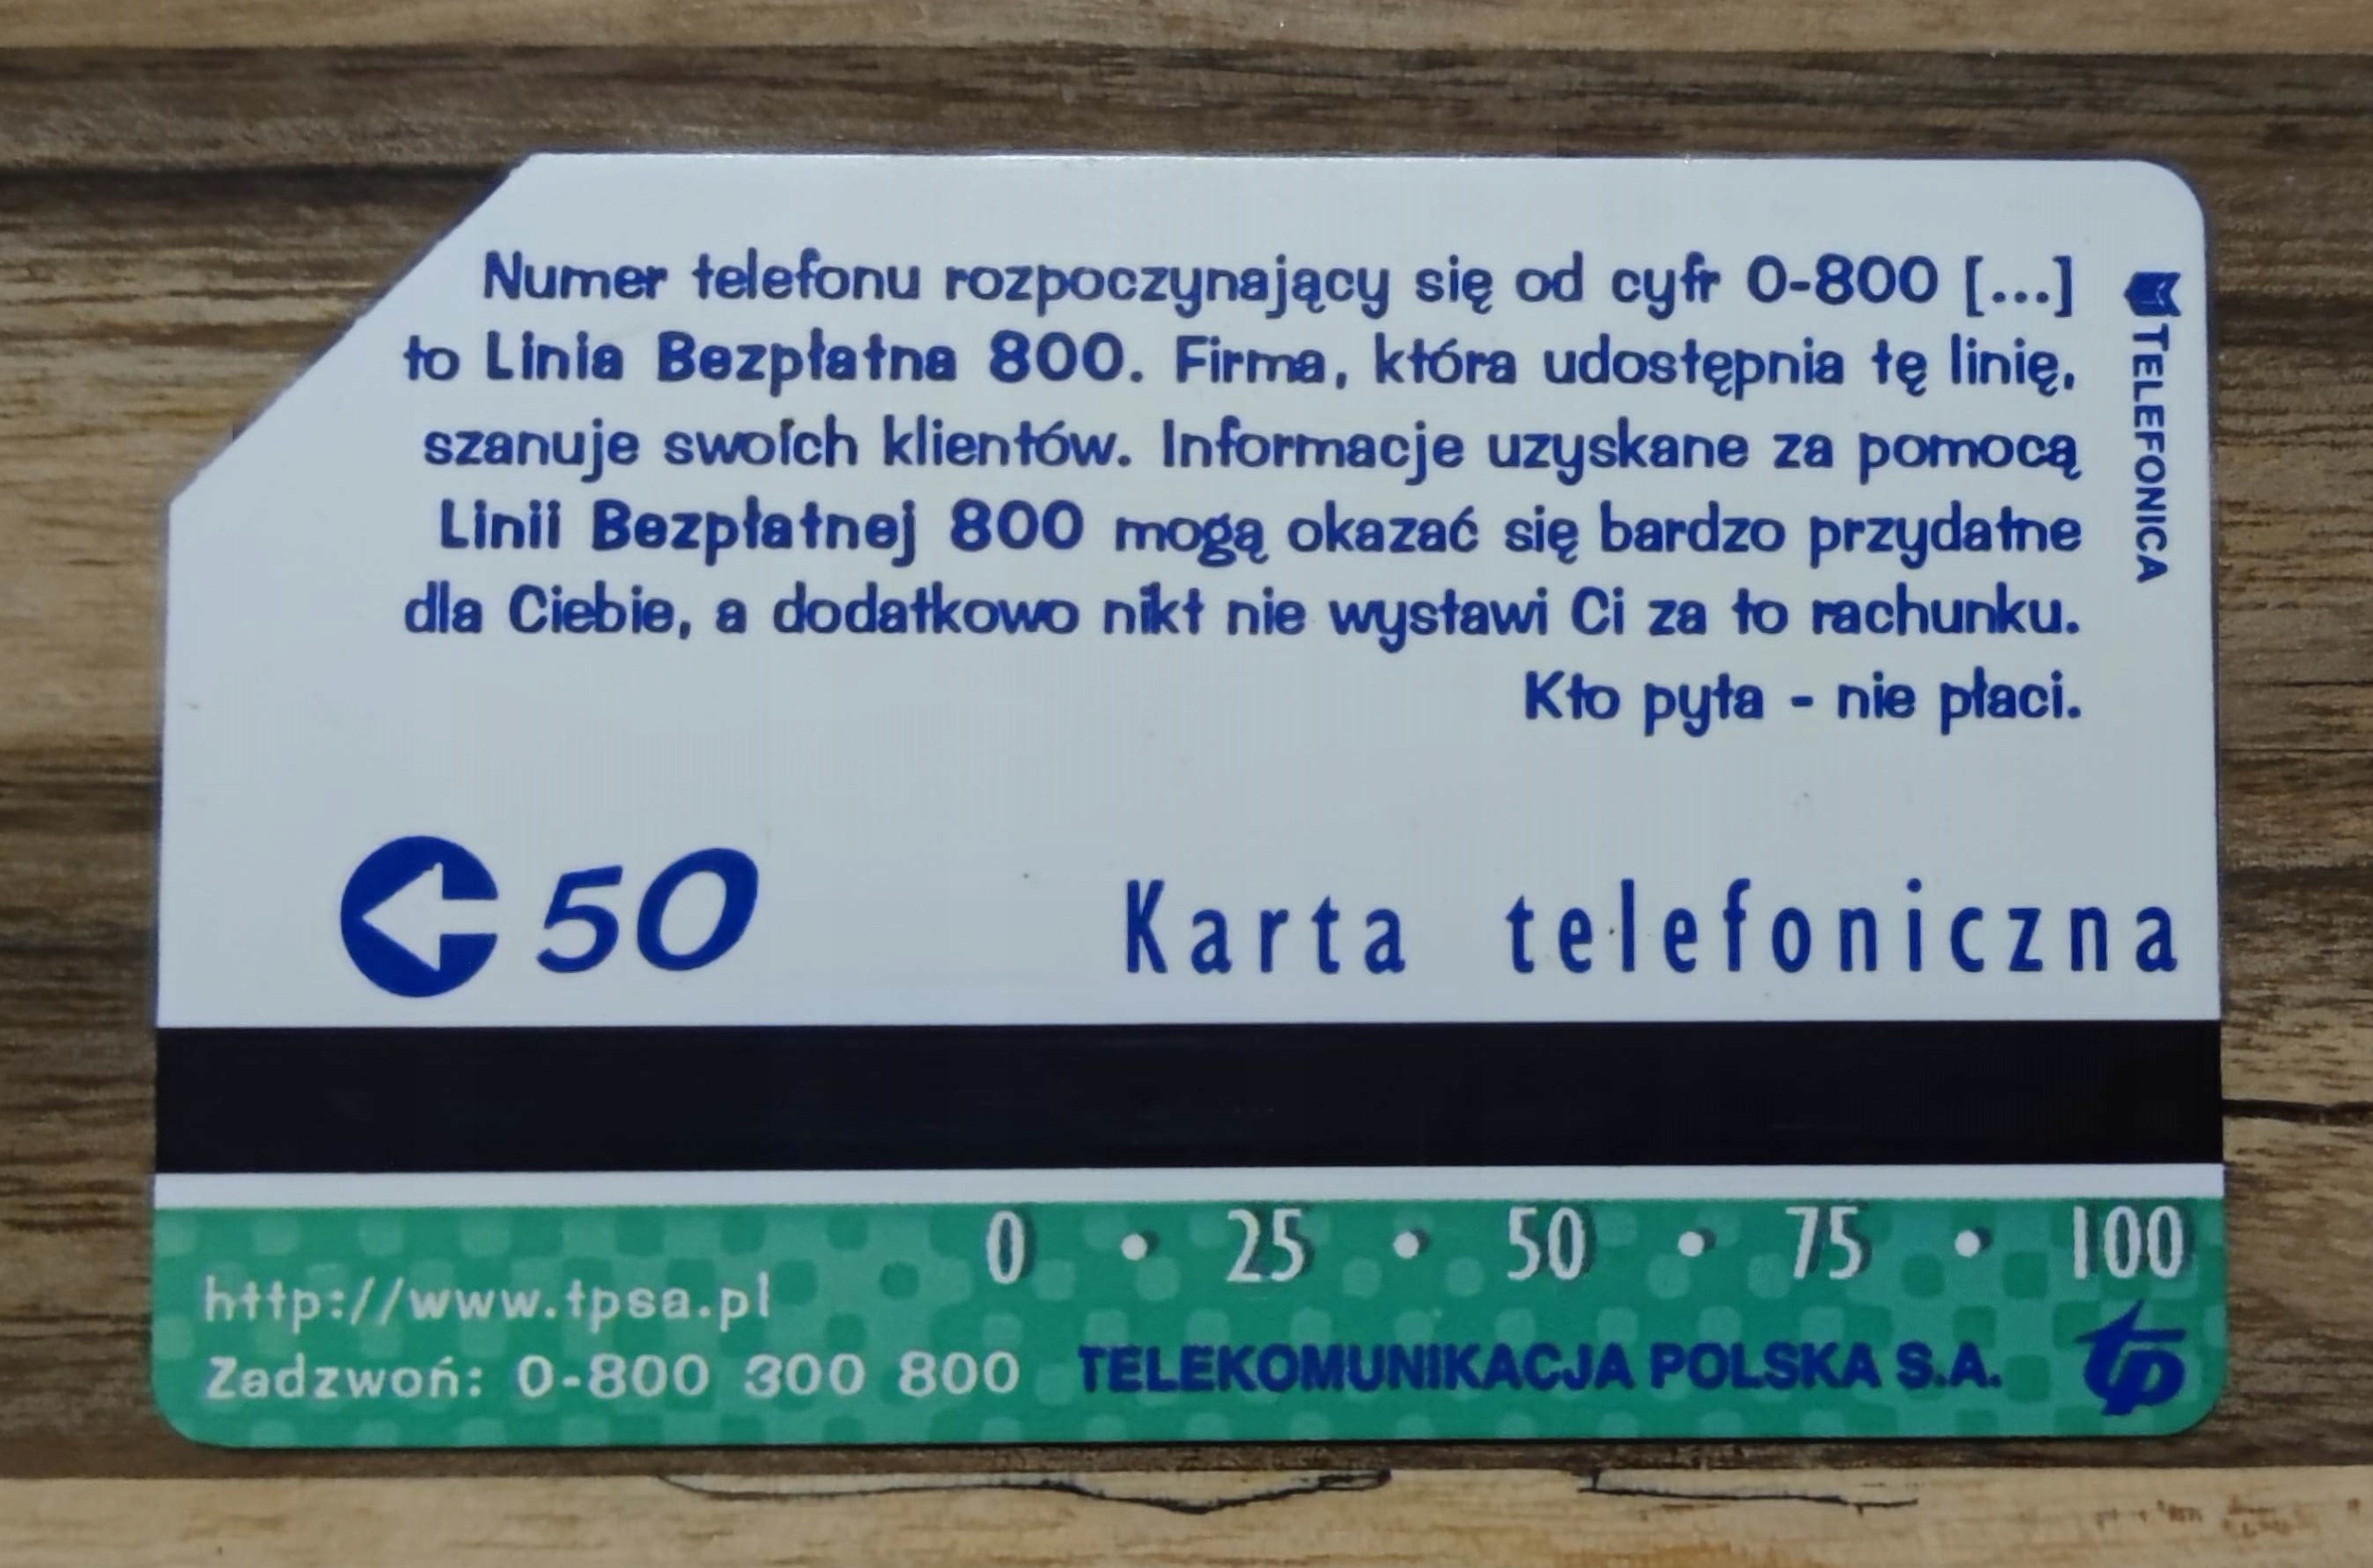 Numer telefonu rozpoczynający się od cyfr 0-800 [...]
to Linia Bezpłatna 800. Firma, która udostępnia tę linię,
szanuje swoich klientów. Informacje uzyskane za pomocą
Linii Bezpłatnej 800 mogą okazać się bardzo przydatne
dla Ciebie, a dodatkowo nikt nie wystawi Ci za to rachunku.
Kto pyta - nie płaci.
TELEFONICA
50
Karta telefoniczna
0 • 25 • 50 • 75 • 100
http://www.tpsa.pl
Zadzwoń: 0-800 300 800
TELEKOMUNIKACJA POLSKA S.A.
tp